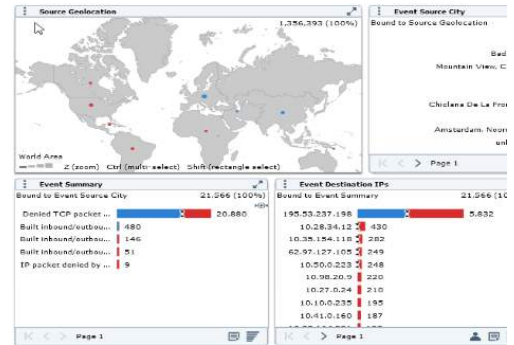 Source Geolocation
1,356,393 (100%)
World Area
Z (zoom) Ctrl (multi-select) Shift (rectangle select)
Event Source City
Bound to Source Geolocation
Bad
Mountain View, C
Chiclana De La Fron
Amsterdam, Noor
unl
Page 1
Event Summary
Bound to Event Source City 21,566 (100%)
Denied TCP packet ... 20.880
Built inbound/outbou... 480
Built inbound/outbou... 146
Built inbound/outbou... 51
IP packet denied by ... 9
Page 1
Event Destination IPs
Bound to Event Summary 21,566 (10
195.53.237.198 5.832
10.28.34.12 430
10.35.154.118 282
62.97.127.105 249
10.50.0.223 248
10.98.20.9 220
10.27.0.24 210
10.10.0.235 195
10.41.0.160 187
Page 1